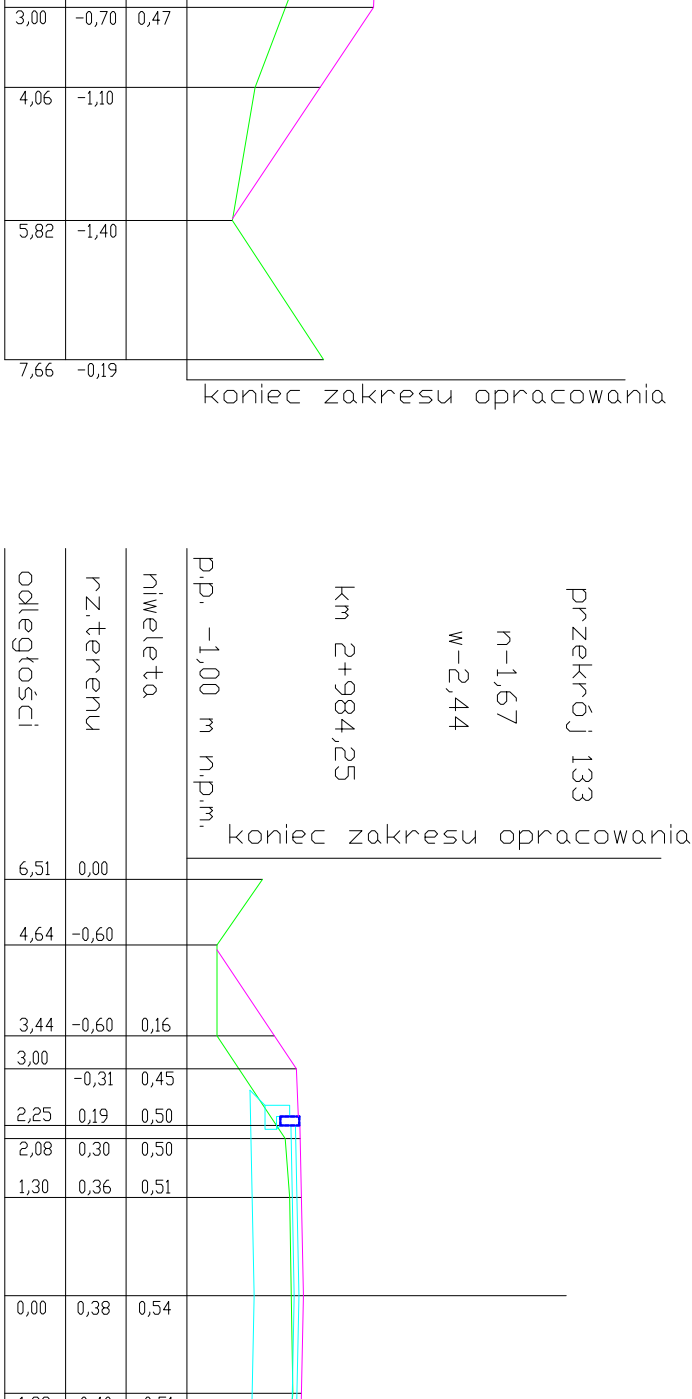 3,00 -0,70 0,47
4,06 -1,10
5,82 -1,40
7,66 -0,19
koniec zakresu opracowania
przekrój 133
n-1,67
w-2,44
km 2+984,25
p.p. -1,00 m n.p.m.
niweleta
rz.terenu
odległości
koniec zakresu opracowania
6,51 0,00
4,64 -0,60
3,44 -0,60 0,16
3,00
-0,31 0,45
2,25 0,19 0,50
2,08 0,30 0,50
1,30 0,36 0,51
0,00 0,38 0,54